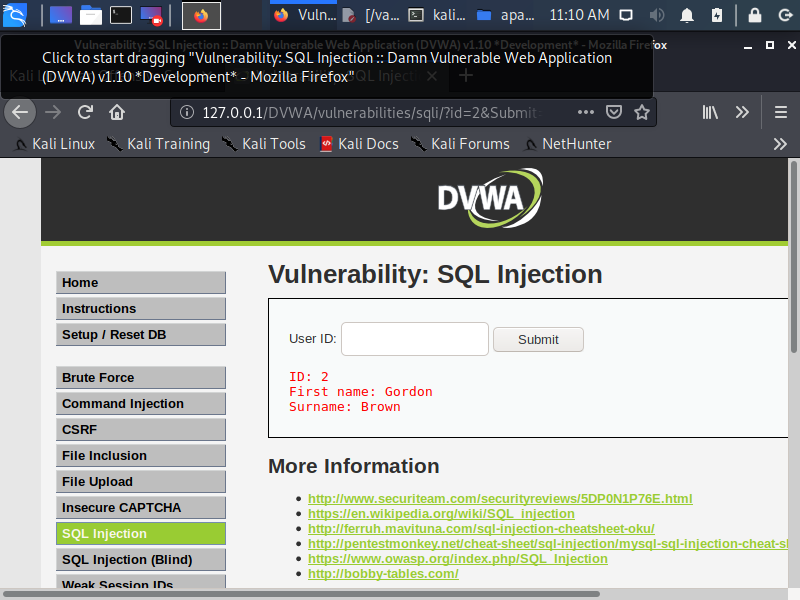 Vuln...
[/va...
kali...
apa...
11:10 AM
Vulnerability: SQL Injection :: Damn Vulnerable Web Application (DVWA) v1.10 *Development* - Mozilla Firefox
Click to start dragging "Vulnerability: SQL Injection :: Damn Vulnerable Web Application
(DVWA) v1.10 *Development* - Mozilla Firefox"
127.0.0.1/DVWA/vulnerabilities/sqli/?id=2&Submit
Kali Linux
Kali Training
Kali Tools
Kali Docs
Kali Forums
NetHunter
DVWA
Home
Instructions
Setup / Reset DB
Brute Force
Command Injection
CSRF
File Inclusion
File Upload
Insecure CAPTCHA
SQL Injection
SQL Injection (Blind)
Weak Session IDs
Vulnerability: SQL Injection
User ID:
Submit
ID: 2
First name: Gordon
Surname: Brown
More Information
http://www.securiteam.com/securityreviews/5DP0N1P76E.html
https://en.wikipedia.org/wiki/SQL_injection
http://ferruh.mavituna.com/sql-injection-cheatsheet-oku/
http://pentestmonkey.net/cheat-sheet/sql-injection/mysql-sql-injection-cheat-sl
https://www.owasp.org/index.php/SQL_Injection
http://bobby-tables.com/